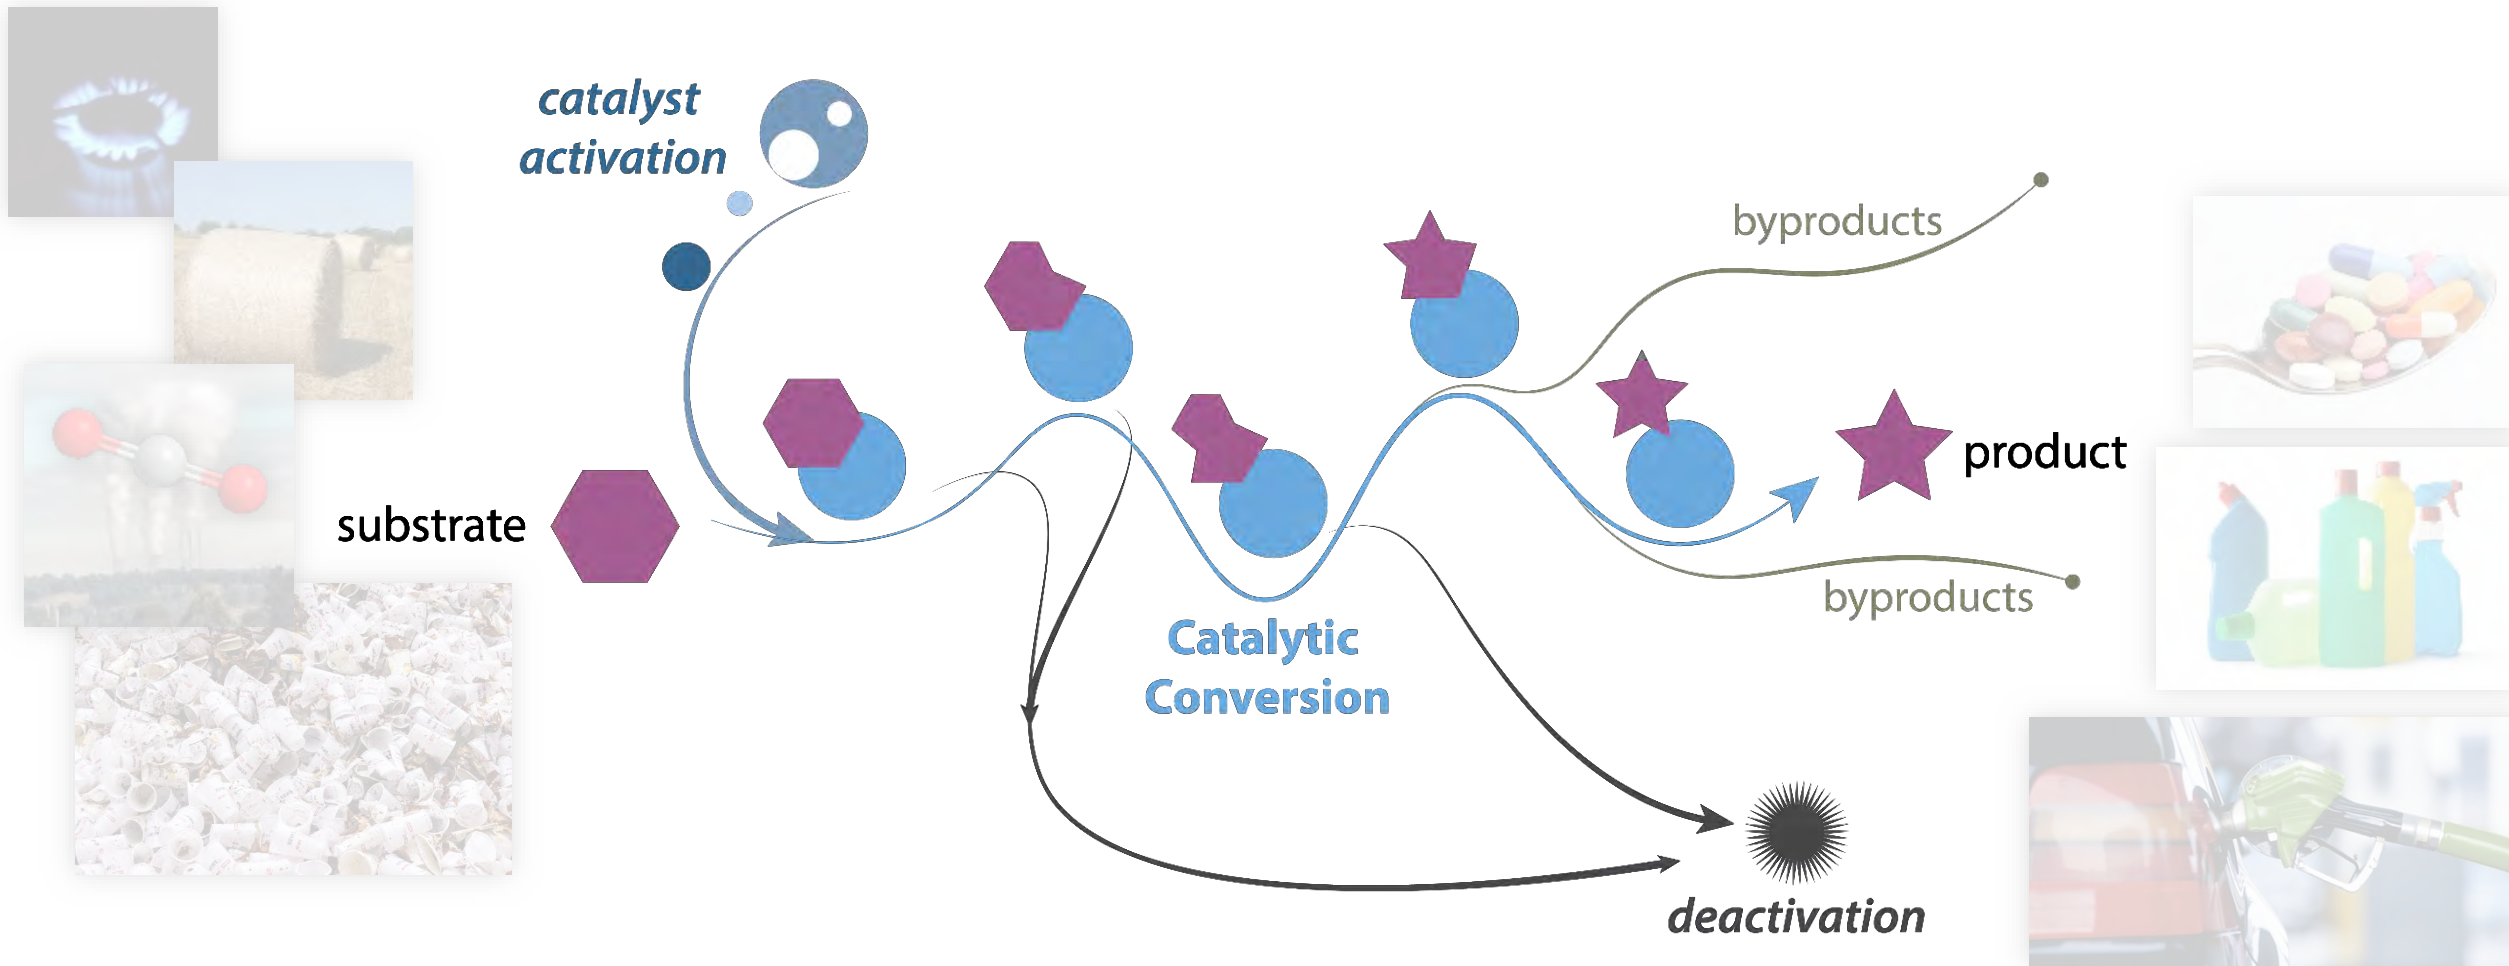 catalyst
activation
byproducts
substrate
product
byproducts
Catalytic
Conversion
deactivation